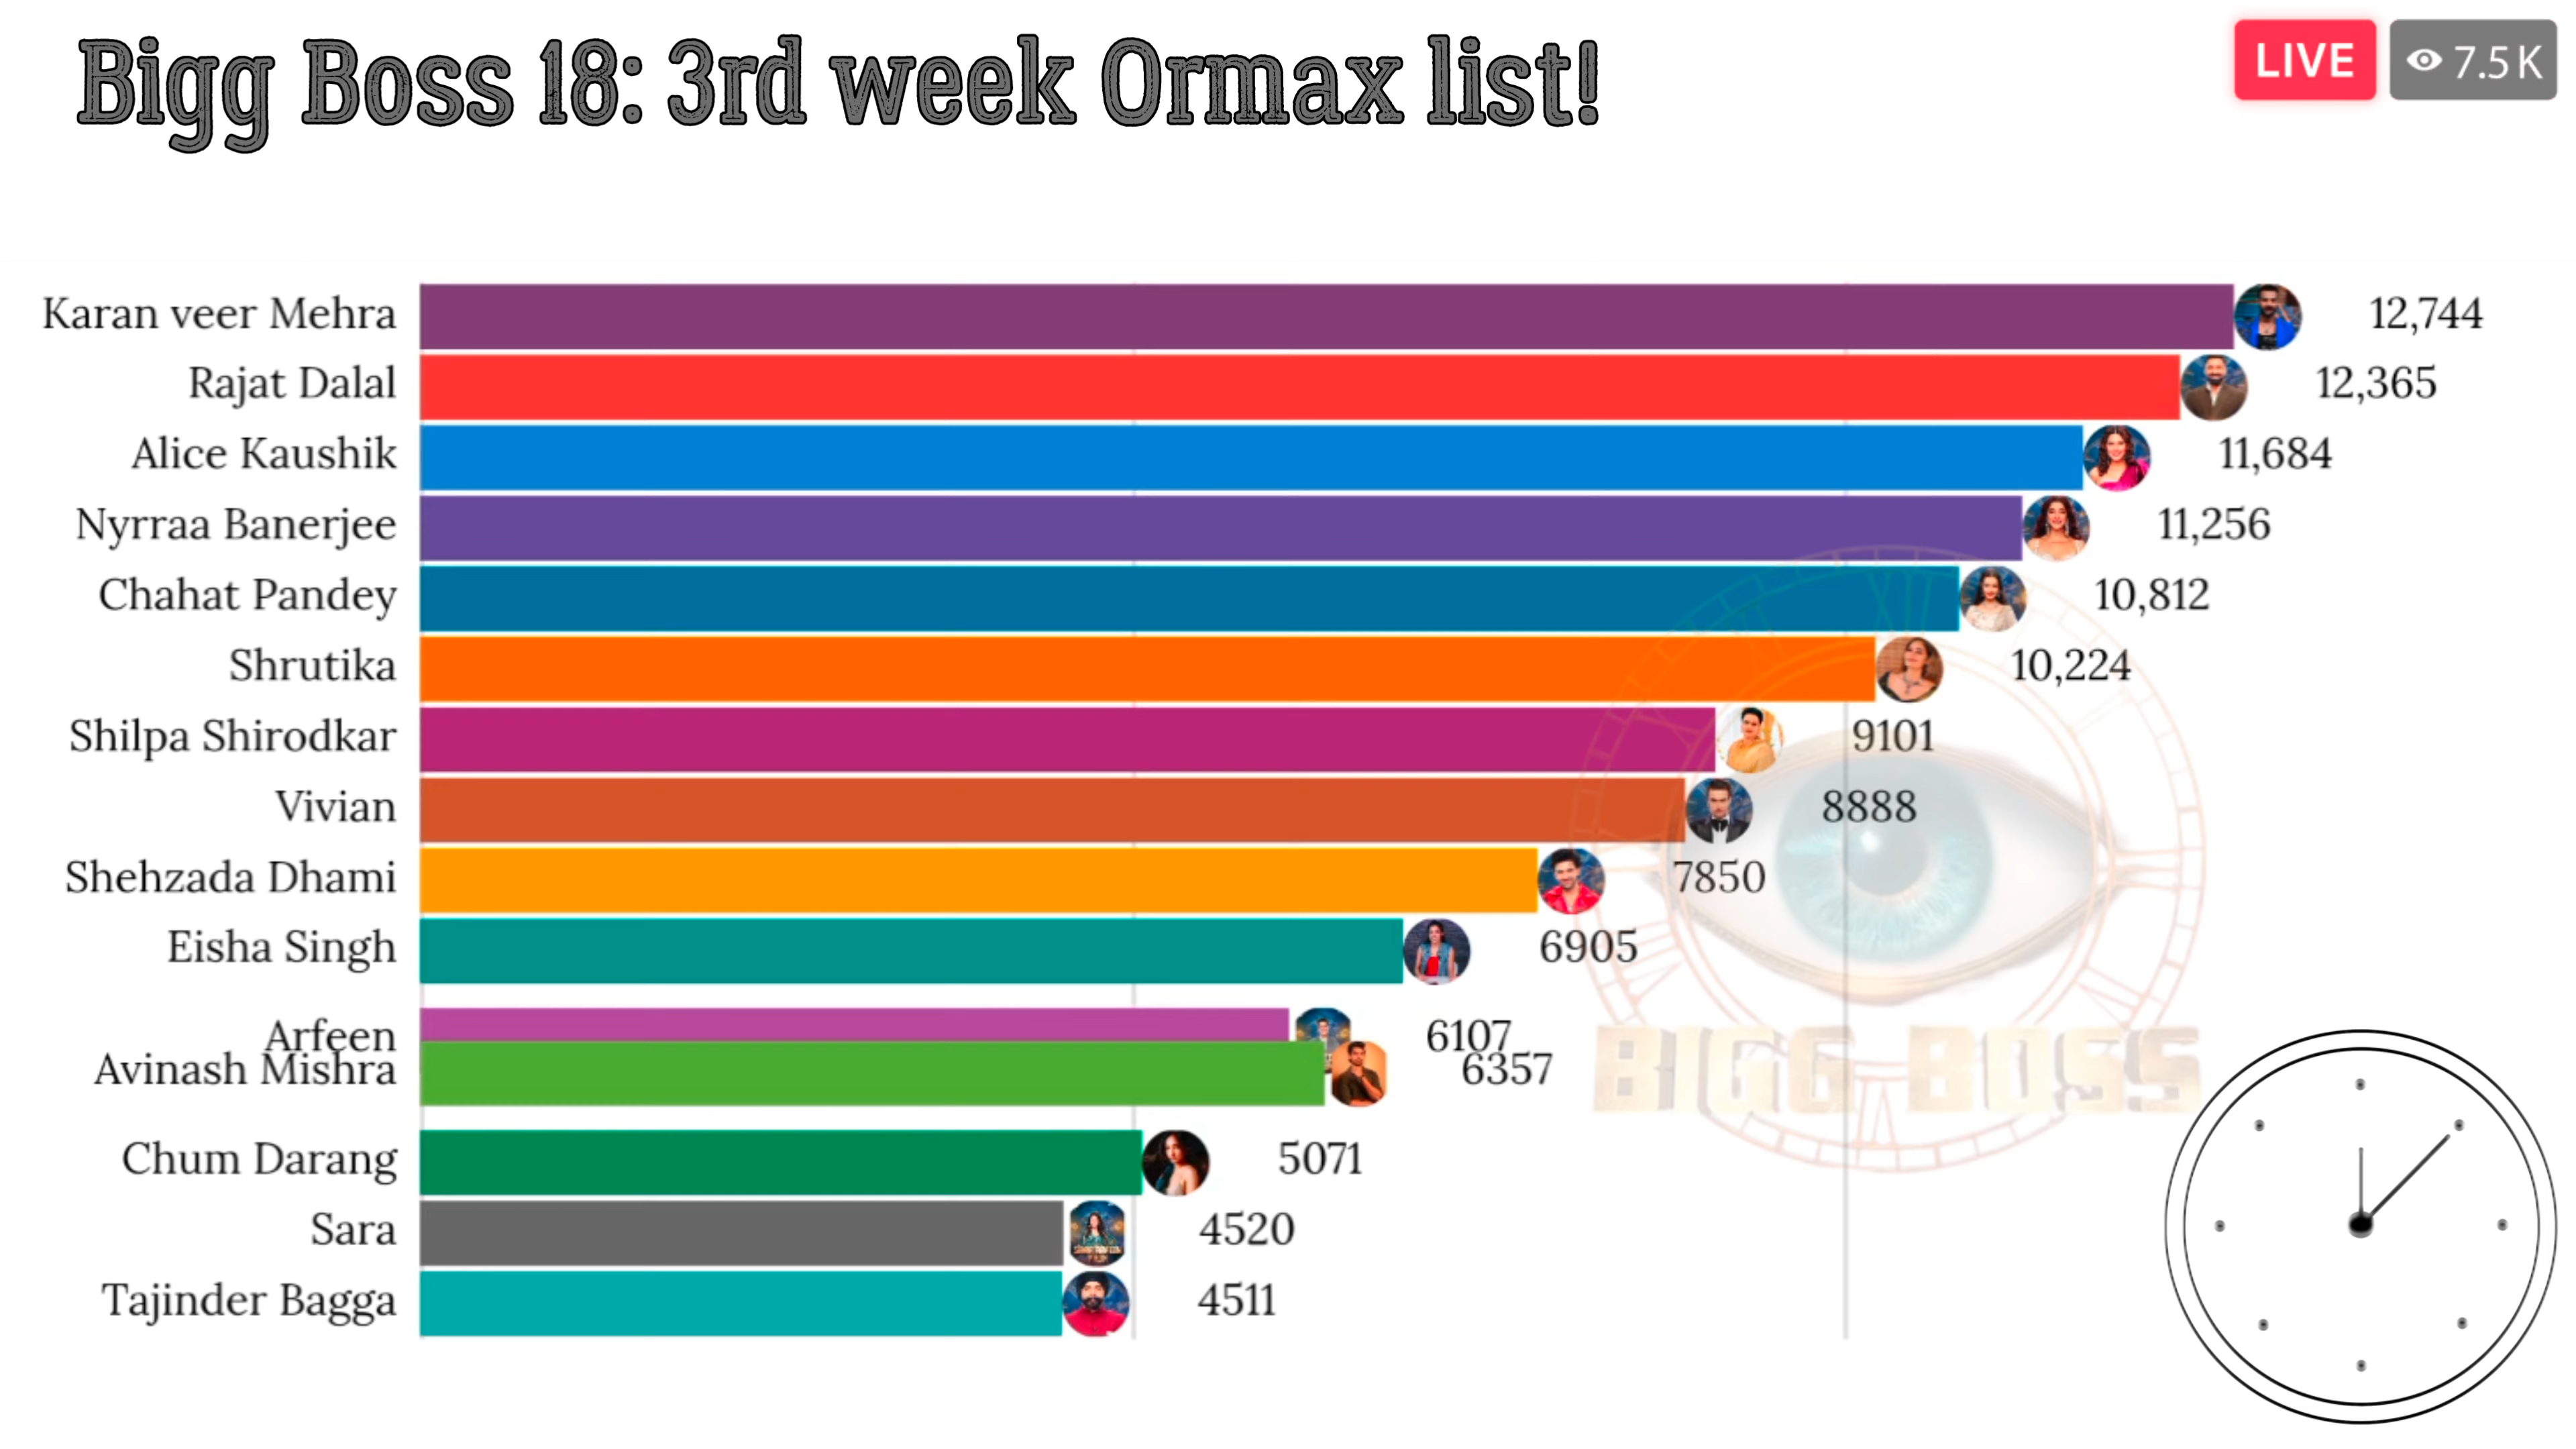 Bigg Boss 18: 3rd week Ormax list!
LIVE 7.5 K
Karan veer Mehra 12,744
Rajat Dalal 12,365
Alice Kaushik 11,684
Nyrraa Banerjee 11,256
Chahat Pandey 10,812
Shrutika 10,224
Shilpa Shirodkar 9101
Vivian 8888
Shehzada Dhami 7850
Eisha Singh 6905
Arfeen 6107
Avinash Mishra 6357
Chum Darang 5071
Sara 4520
Tajinder Bagga 4511
BIGG BOSS